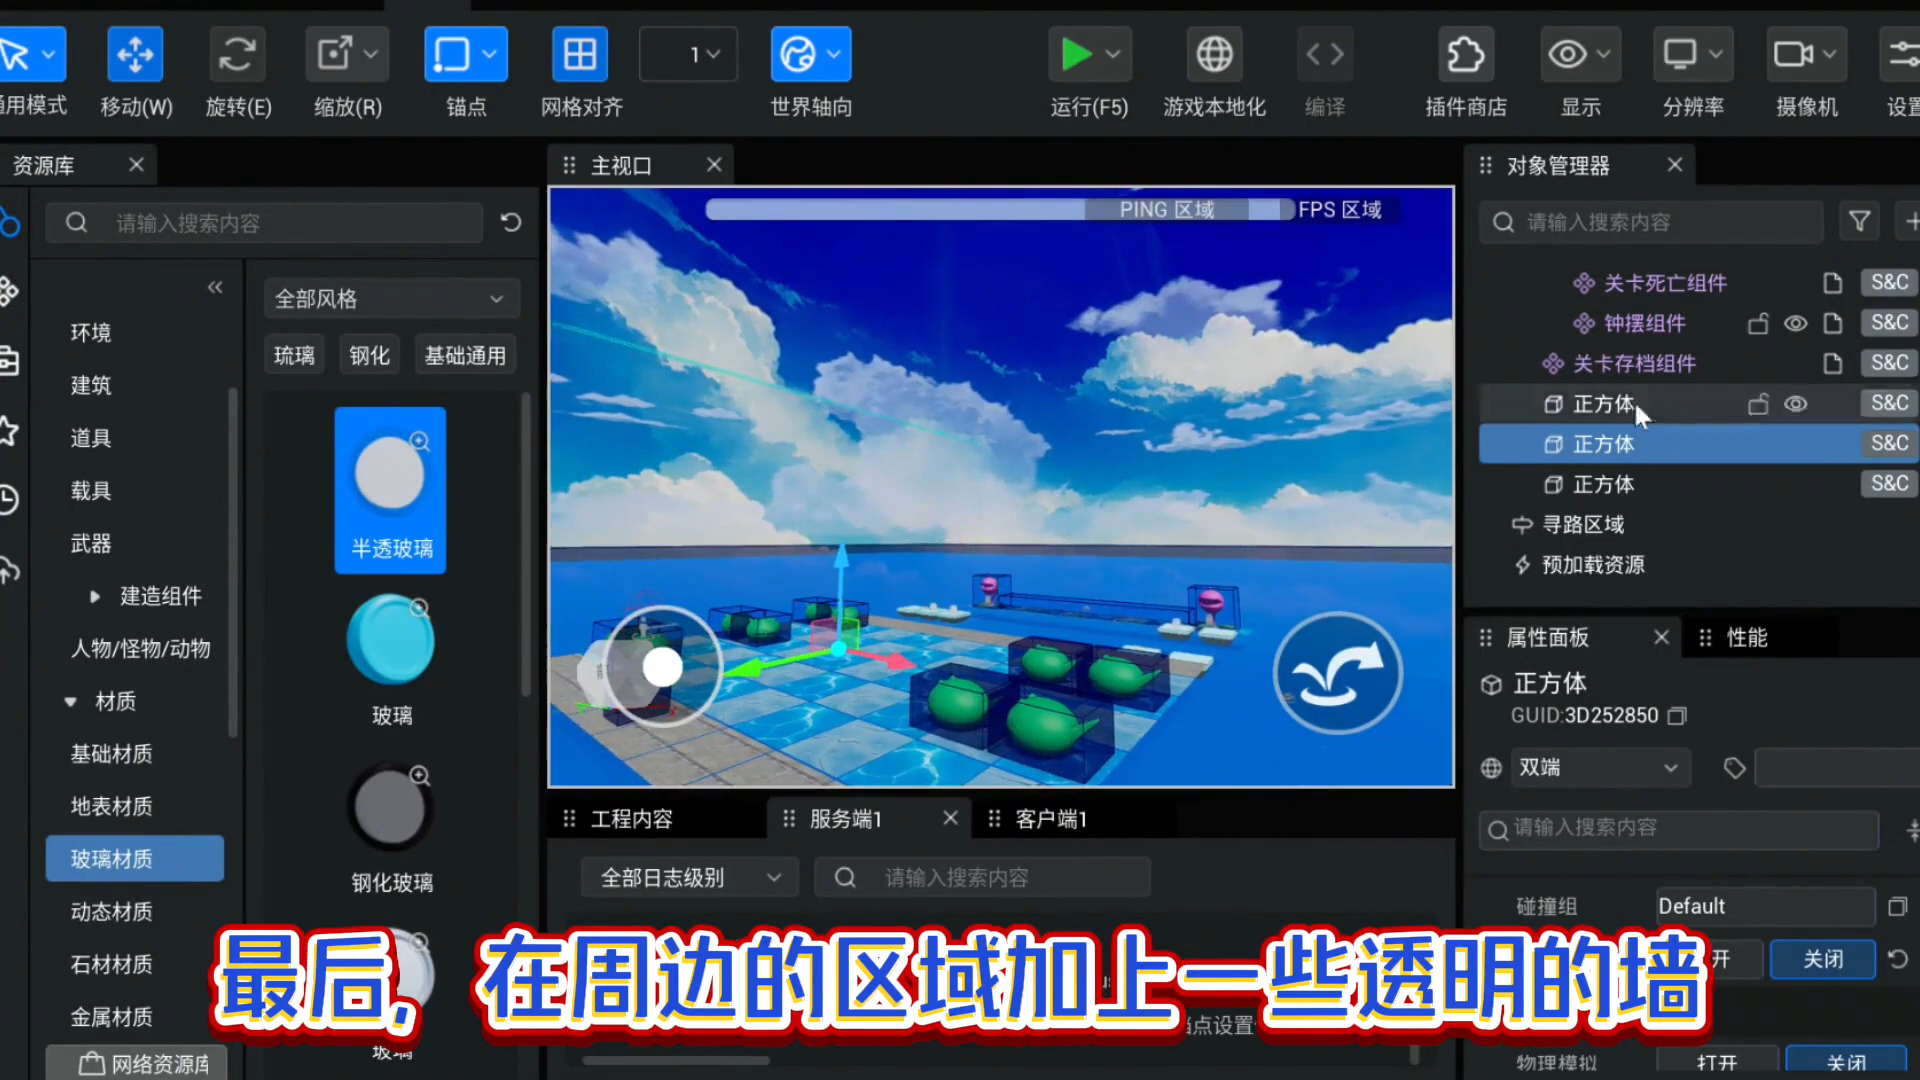 用模式
移动(W)
旋转(E)
缩放(R)
锚点
网格对齐
1
世界轴向
运行(F5)
游戏本地化
编译
插件商店
显示
分辨率
摄像机
设置
资源库
主视口
对象管理器
请输入搜索内容
PING 区域
FPS 区域
请输入搜索内容
全部风格
琉璃
钢化
基础通用
环境
建筑
道具
载具
武器
建造组件
人物/怪物/动物
材质
基础材质
地表材质
玻璃材质
动态材质
石材材质
金属材质
网络资源库
半透玻璃
玻璃
钢化玻璃
玻璃
关卡死亡组件
S&C
钟摆组件
S&C
关卡存档组件
S&C
正方体
S&C
正方体
S&C
正方体
S&C
寻路区域
预加载资源
属性面板
性能
正方体
GUID:3D252850
双端
请输入搜索内容
碰撞组
Default
开
关闭
物理模拟
打开
关闭
工程内容
服务端1
客户端1
全部日志级别
请输入搜索内容
点设置
最后，在周边的区域加上一些透明的墙